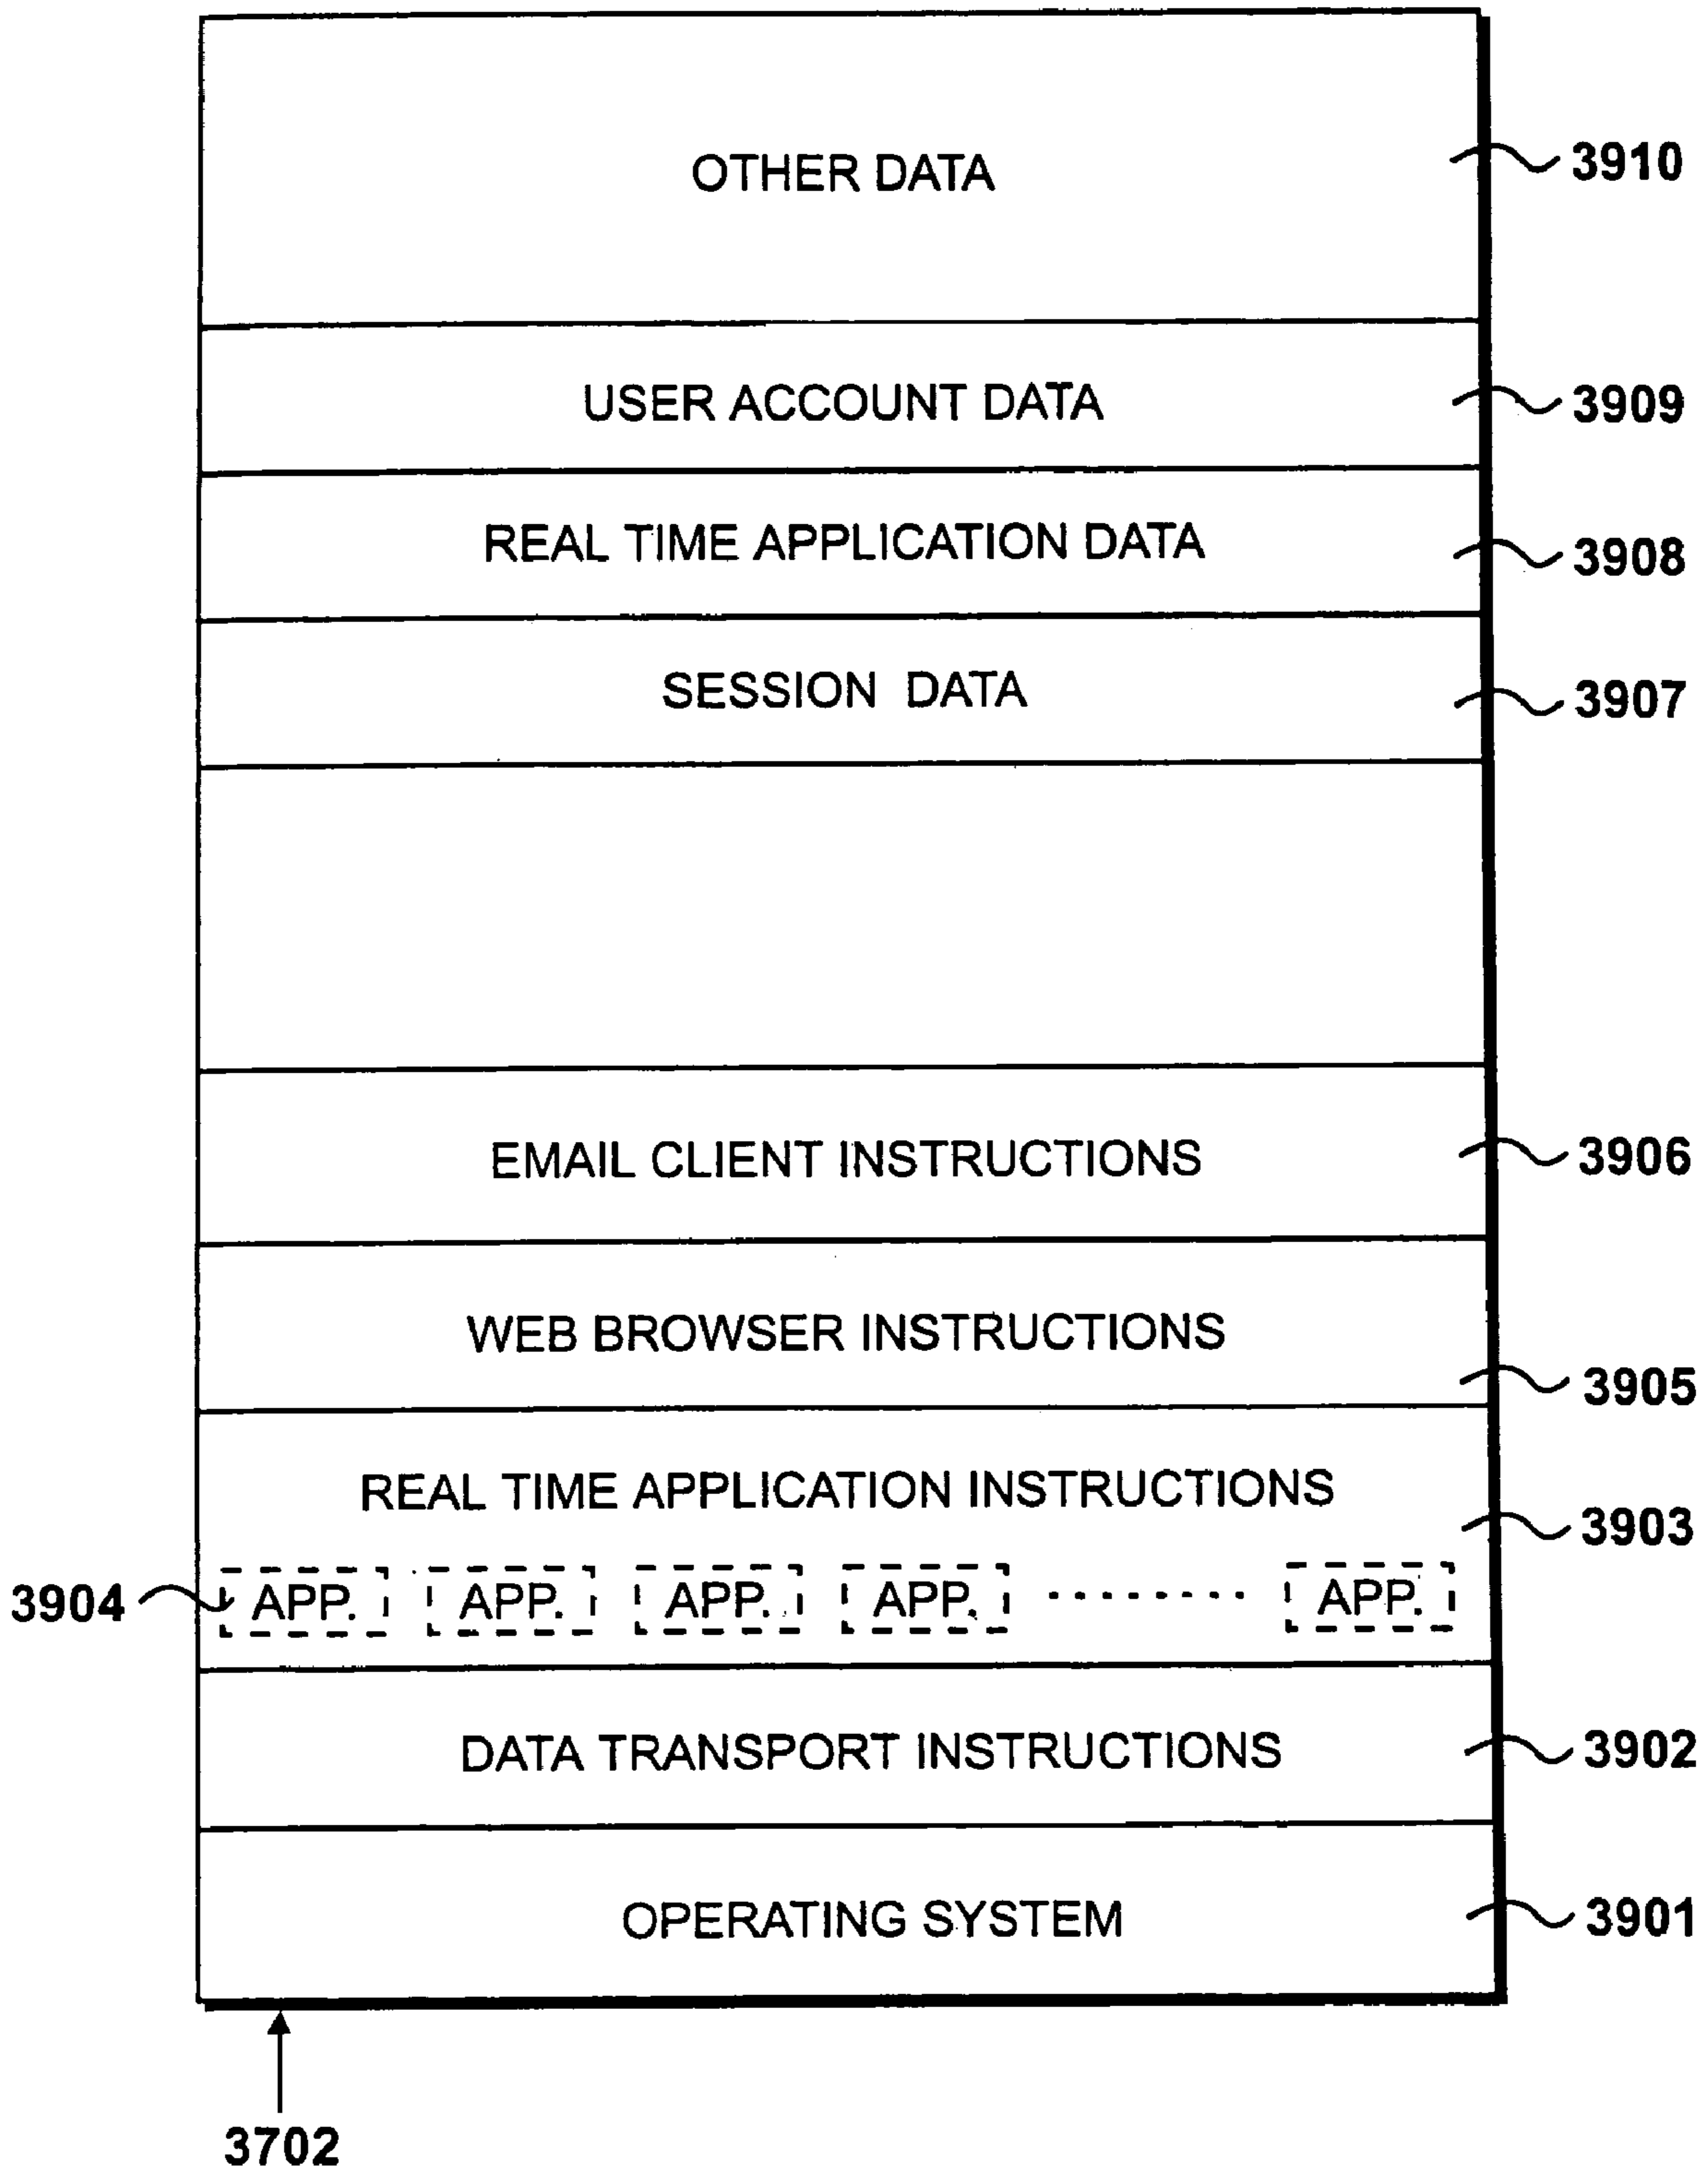 OTHER DATA 3910
USER ACCOUNT DATA 3909
REAL TIME APPLICATION DATA 3908
SESSION DATA 3907
EMAIL CLIENT INSTRUCTIONS 3906
WEB BROWSER INSTRUCTIONS
3905
REAL TIME APPLICATION INSTRUCTIONS
3903
3904 APP. APP. APP. APP. ......... APP.
DATA TRANSPORT INSTRUCTIONS 3902
OPERATING SYSTEM 3901
3702